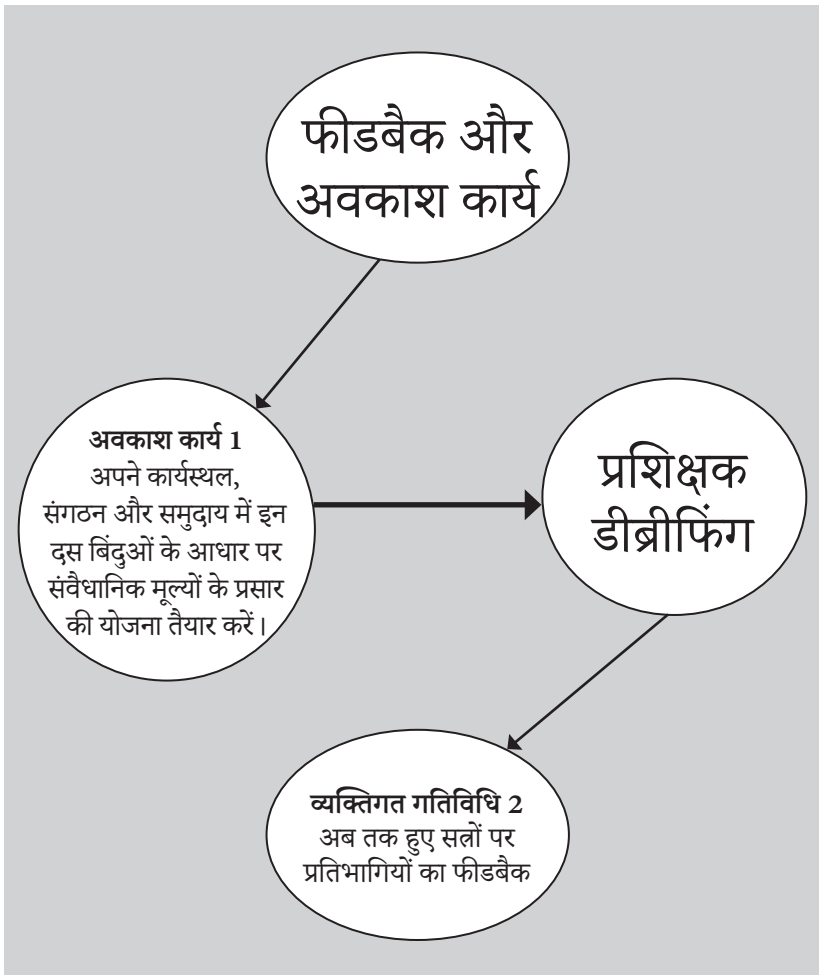 फीडबैक और
अवकाश कार्य
अवकाश कार्य 1
अपने कार्यस्थल,
संगठन और समुदाय में इन
दस बिंदुओं के आधार पर
संवैधानिक मूल्यों के प्रसार
की योजना तैयार करें।
प्रशिक्षक
डीब्रीफिंग
व्यक्तिगत गतिविधि 2
अब तक हुए सत्रों पर
प्रतिभागियों का फीडबैक